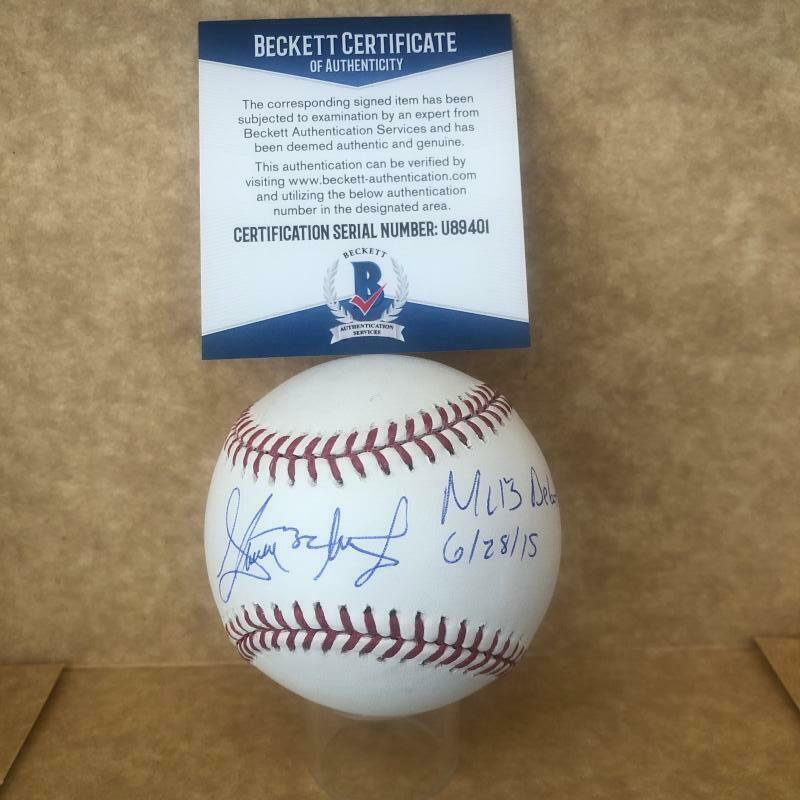 BECKETT CERTIFICATE
OF AUTHENTICITY
The corresponding signed item has been
subjected to examination by an expert from
Beckett Authentication Services and has
been deemed authentic and genuine.
This authentication can be verified by
visiting www.beckett-authentication.com
and utilizing the below authentication
number in the designated area.
CERTIFICATION SERIAL NUMBER: U89401
BECKETT
B
AUTHENTICATION
SERVICES
MLB
6/28/15